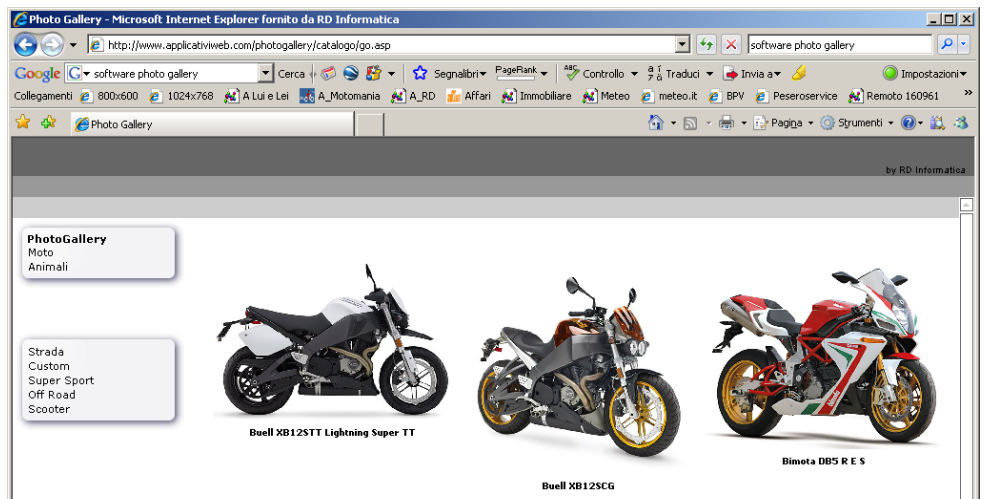 Photo Gallery - Microsoft Internet Explorer fornito da RD Informatica
http://www.applicativiweb.com/photogallery/catalogo/go.asp
software photo gallery
Google G software photo gallery Cerca Segnalibri PageRank Controllo Traduci Invia a Impostazioni
Collegamenti 800x600 1024x768 A Lui e Lei A_Motomania A_RD Affari Immobiliare Meteo meteo.it BPV Peseroservice Remoto 160961 »
Photo Gallery Pagina Strumenti
by RD Informatica
PhotoGallery
Moto
Animali
Strada
Custom
Super Sport
Off Road
Scooter
Buell XB12STT Lightning Super TT
Buell XB12SCG
Bimota DB5 R E S